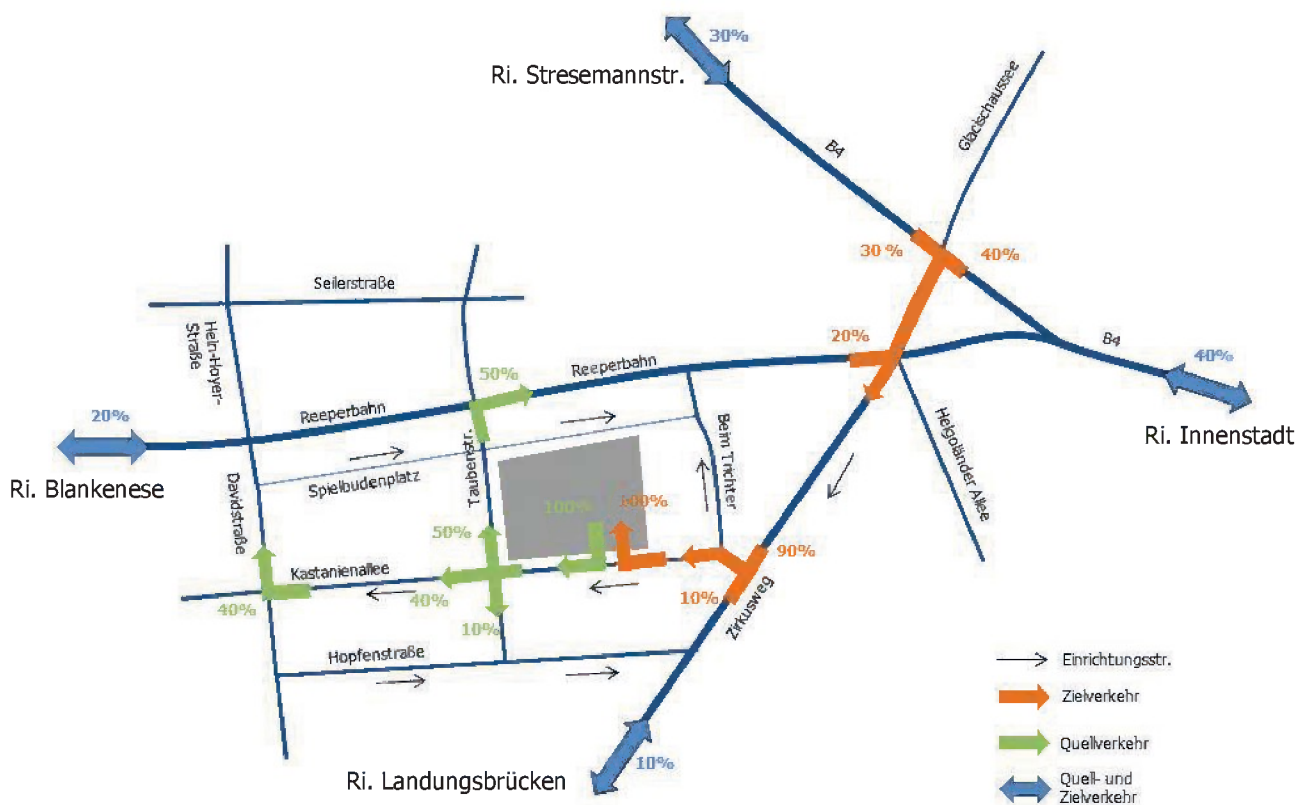 30%
Ri. Stresemannstr.
Glacischaussee
B4
30 %
40%
Seilerstraße
Hein-Hoyer-
Straße
20%
B4
Reeperbahn
50%
40%
Reeperbahn
20%
Ri. Innenstadt
Ri. Blankenese
Taubenstr.
Beim Trichter
Helgoländer Allee
Spielbudenplatz
Davidstraße
100%
100%
50%
90%
Kastanienallee
40%
40%
10%
10%
Zirkusweg
Hopfenstraße
10%
Ri. Landungsbrücken
Einrichtungsstr.
Zielverkehr
Quellverkehr
Quell- und
Zielverkehr